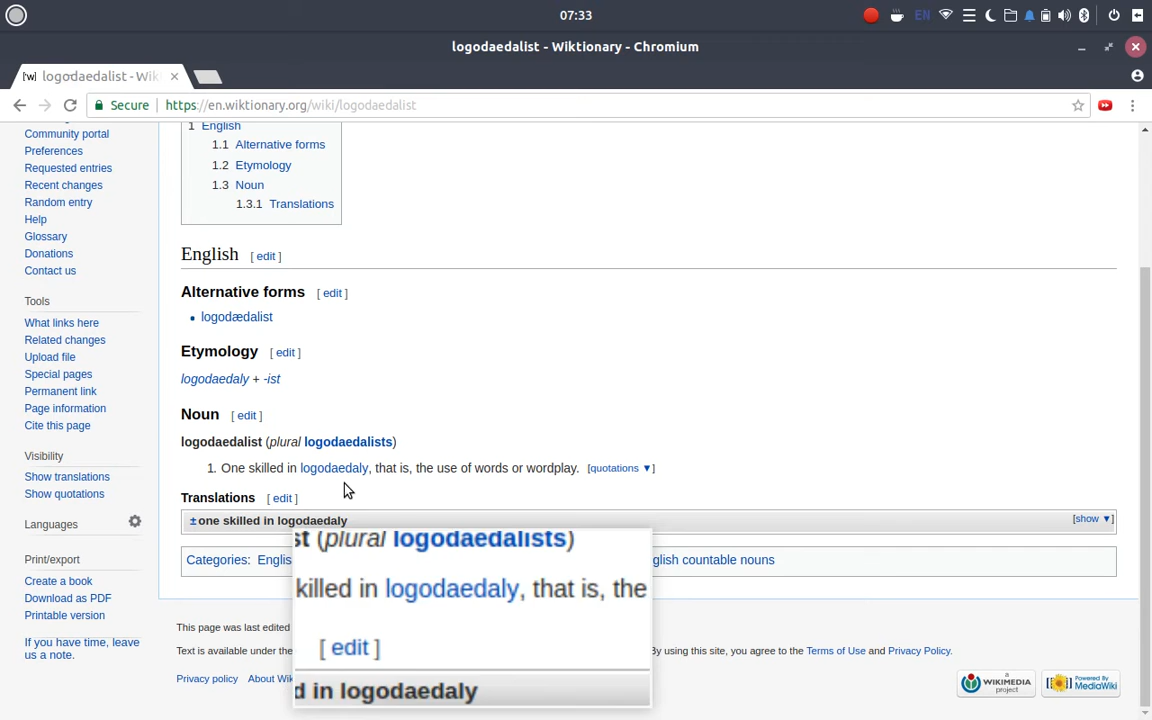 07:33
EN
logodaedalist - Wiktionary - Chromium
[w] logodaedalist - Wik
Secure https://en.wiktionary.org/wiki/logodaedalist
Community portal
Preferences
Requested entries
Recent changes
Random entry
Help
Glossary
Donations
Contact us
Tools
What links here
Related changes
Upload file
Special pages
Permanent link
Page information
Cite this page
Visibility
Show translations
Show quotations
Languages
Print/export
Create a book
Download as PDF
Printable version
If you have time, leave
us a note.
1 English
1.1 Alternative forms
1.2 Etymology
1.3 Noun
1.3.1 Translations
English [ edit ]
Alternative forms [ edit ]
• logodædalist
Etymology [ edit ]
logodaedaly + -ist
Noun [ edit ]
logodaedalist (plural logodaedalists)
1. One skilled in logodaedaly, that is, the use of words or wordplay. [quotations ▼]
Translations [ edit ]
± one skilled in logodaedaly [show ▼]
Categories: Englis
glish countable nouns
st (plural logodaedalists)
killed in logodaedaly, that is, the
[ edit ]
d in logodaedaly
This page was last edited
Text is available under the
By using this site, you agree to the Terms of Use and Privacy Policy.
Privacy policy About Wik
a
WIKIMEDIA
project
Powered By
MediaWiki